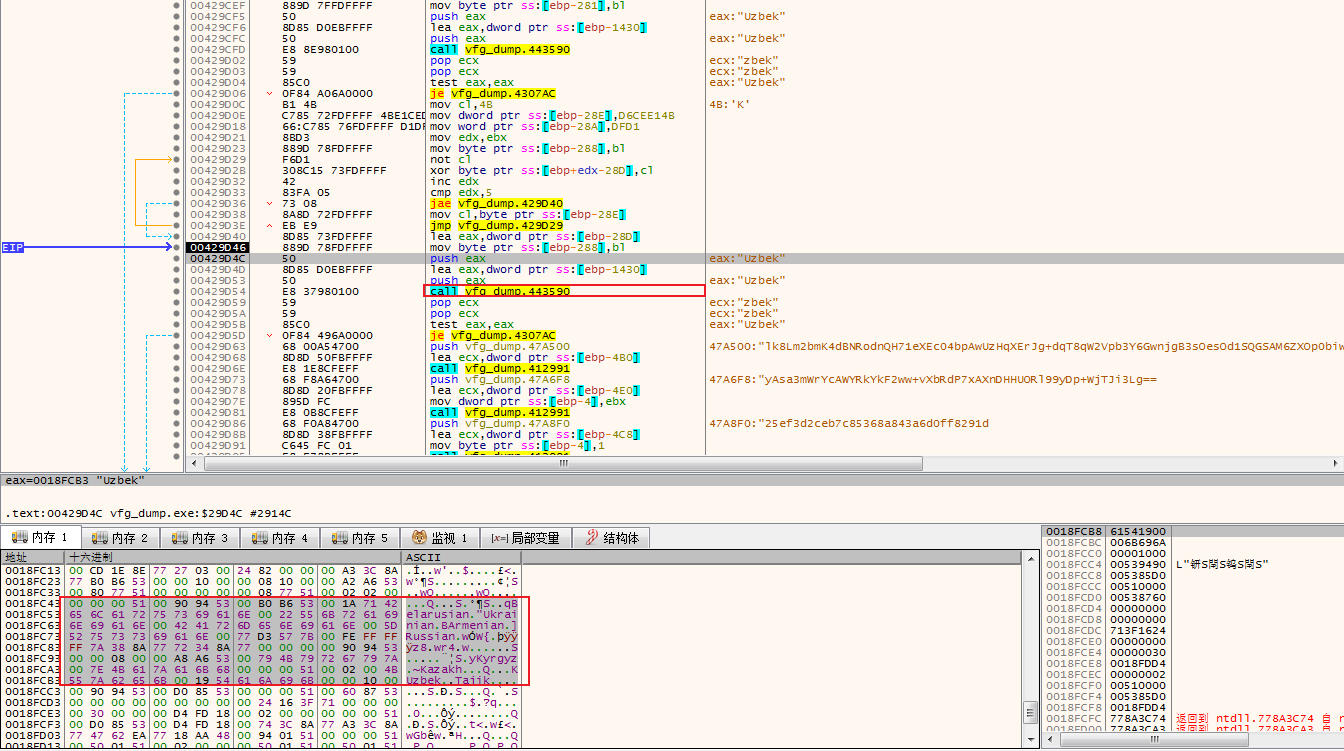 00429CEF 889D 7FFDFFFF mov byte ptr ss:[ebp-281],bl
00429CF5 50 push eax eax:"Uzbek"
00429CF6 8D85 D0EBFFFF lea eax,dword ptr ss:[ebp-1430]
00429CFC 50 push eax eax:"Uzbek"
00429CFD E8 8E980100 call vfg_dump.443590
00429D02 59 pop ecx ecx:"zbek"
00429D03 59 pop ecx ecx:"zbek"
00429D04 85C0 test eax,eax eax:"Uzbek"
00429D06 0F84 A06A0000 je vfg_dump.4307AC
00429D0C B1 4B mov cl,4B 4B:'K'
00429D0E C785 72FDFFFF 4BE1CED mov dword ptr ss:[ebp-28E],D6CEE14B
00429D18 66:C785 76FDFFFF D1DF mov word ptr ss:[ebp-28A],DFD1
00429D21 8BD3 mov edx,ebx
00429D23 889D 78FDFFFF mov byte ptr ss:[ebp-288],bl
00429D29 F6D1 not cl
00429D2B 308C15 73FDFFFF xor byte ptr ss:[ebp+edx-28D],cl
00429D32 42 inc edx
00429D33 83FA 05 cmp edx,5
00429D36 73 08 jae vfg_dump.429D40
00429D38 8A8D 72FDFFFF mov cl,byte ptr ss:[ebp-28E]
00429D3E EB E9 jmp vfg_dump.429D29
00429D40 8D85 73FDFFFF lea eax,dword ptr ss:[ebp-28D]
EIP 00429D46 889D 78FDFFFF mov byte ptr ss:[ebp-288],bl
00429D4C 50 push eax eax:"Uzbek"
00429D4D 8D85 D0EBFFFF lea eax,dword ptr ss:[ebp-1430]
00429D53 50 push eax eax:"Uzbek"
00429D54 E8 37980100 call vfg_dump.443590
00429D59 59 pop ecx ecx:"zbek"
00429D5A 59 pop ecx ecx:"zbek"
00429D5B 85C0 test eax,eax eax:"Uzbek"
00429D5D 0F84 496A0000 je vfg_dump.4307AC
00429D63 68 00A54700 push vfg_dump.47A500
00429D68 8D8D 50FBFFFF lea ecx,dword ptr ss:[ebp-4B0]
00429D6E E8 1E8CFEFF call vfg_dump.412991
00429D73 68 F8A64700 push vfg_dump.47A6F8 47A6F8:"yAsa3mWrYcAWYRkYkF2ww+vXbRdP7xAXnDHHUORl99yDp+WjTJi3Lg==
00429D78 8D8D 20FBFFFF lea ecx,dword ptr ss:[ebp-4E0]
00429D7E 895D FC mov dword ptr ss:[ebp-4],ebx
00429D81 E8 0B8CFEFF call vfg_dump.412991
00429D86 68 F0A84700 push vfg_dump.47A8F0 47A8F0:"25ef3d2ceb7c85368a843a6d0ff8291d
00429D8B 8D8D 38FBFFFF lea ecx,dword ptr ss:[ebp-4C8]
00429D91 C645 FC 01 mov byte ptr ss:[ebp-4],1
eax=0018FCB3 "Uzbek"
.text:00429D4C vfg_dump.exe:$29D4C #2914C
内存 1 内存 2 内存 3 内存 4 内存 5 监视 1 [x=] 局部变量 结构体
地址 十六进制 ASCII
0018FC13 00 CD 1E 8E 77 27 03 00 24 82 00 00 00 A3 3C 8A .Í..w'..$....£<.
0018FC23 77 B0 B6 53 00 00 10 00 00 08 10 00 00 A2 A6 53 w°¶S.........¢¦S
0018FC33 00 80 77 51 00 00 00 00 00 80 77 51 00 02 02 00 ..wQ......wQ....
0018FC43 00 00 00 51 00 90 94 53 00 B0 B6 53 00 1A 71 42 ...Q...S.°¶S..qB
0018FC53 65 6C 61 72 75 73 69 61 6E 00 22 55 6B 72 61 69 elarusian."Ukrai
0018FC63 6E 69 61 6E 00 42 41 72 6D 65 6E 69 61 6E 00 5D nian.BArmenian.]
0018FC73 52 75 73 73 69 61 6E 00 77 D3 57 7B 00 FE FF FF Russian.wÓW{.þÿÿ
0018FC83 FF 7A 38 8A 77 72 34 8A 77 00 00 00 00 90 94 53 ÿz8.wr4.w......S
0018FC93 00 00 08 00 00 00 A8 A6 53 00 79 4B 79 72 67 79 7A ......¨¦S.yKyrgyz
0018FCA3 00 7E 4B 61 7A 61 6B 68 00 00 00 51 00 02 00 4B .~Kazakh...Q...K
0018FCB3 55 7A 62 65 6B 00 19 54 61 6A 69 6B 00 00 10 00 Uzbek..Tajik....
0018FCC3 00 90 94 53 00 D0 85 53 00 00 00 51 00 60 87 53 ...S.Ð.S...Q.`.S
0018FCD3 00 00 00 00 00 00 00 00 00 24 16 3F 71 00 00 00 .........$.?q...
0018FCE3 00 30 00 00 00 D4 FD 18 00 02 00 00 00 00 00 51 .0...Ôý........Q
0018FCF3 00 D0 85 53 00 D4 FD 18 00 74 3C 8A 77 A3 3C 8A .Ð.S.Ôý..t<.w£<.
0018FD03 77 47 62 EA 77 18 AA 48 00 94 01 51 00 00 00 51 wGbêw.ªH...Q...Q
0018FCB8 61541900
0018FCBC 006B696A
0018FCC0 00001000
0018FCC4 00539490
0018FCC8 005385D0
0018FCCC 00510000
0018FCD0 00538760
0018FCD4 00000000
0018FCD8 00000000
0018FCDC 713F1624
0018FCE0 00000000
0018FCE4 00000030
0018FCE8 0018FDD4
0018FCEC 00000002
0018FCF0 00510000
0018FCF4 005385D0
0018FCF8 0018FDD4
0018FCFC 778A3C74 返回到 ntdll.778A3C74 自
0018FD00 778A3CA3